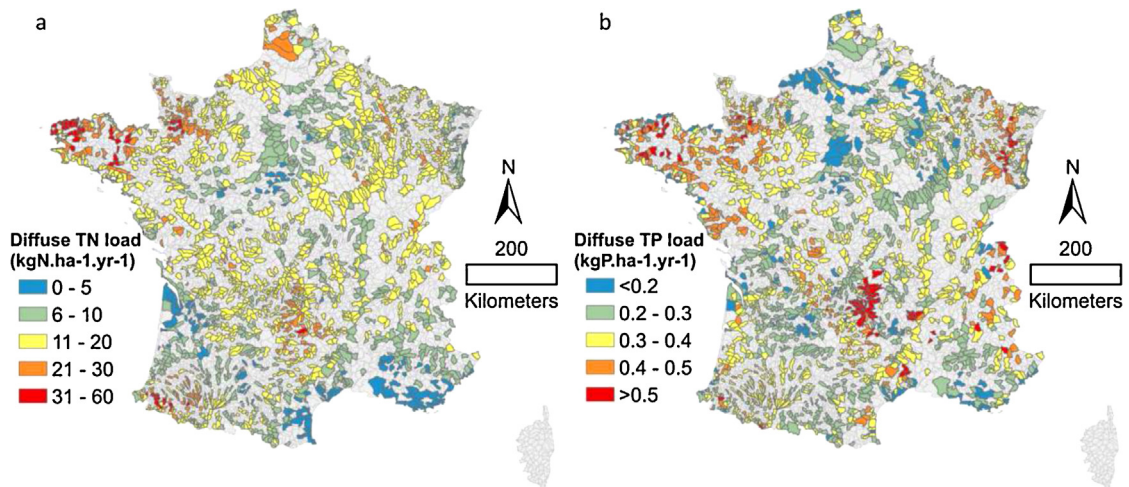 a
N
200
Kilometers
Diffuse TN load
(kgN.ha-1.yr-1)
0 - 5
6 - 10
11 - 20
21 - 30
31 - 60
b
N
200
Kilometers
Diffuse TP load
(kgP.ha-1.yr-1)
<0.2
0.2 - 0.3
0.3 - 0.4
0.4 - 0.5
>0.5